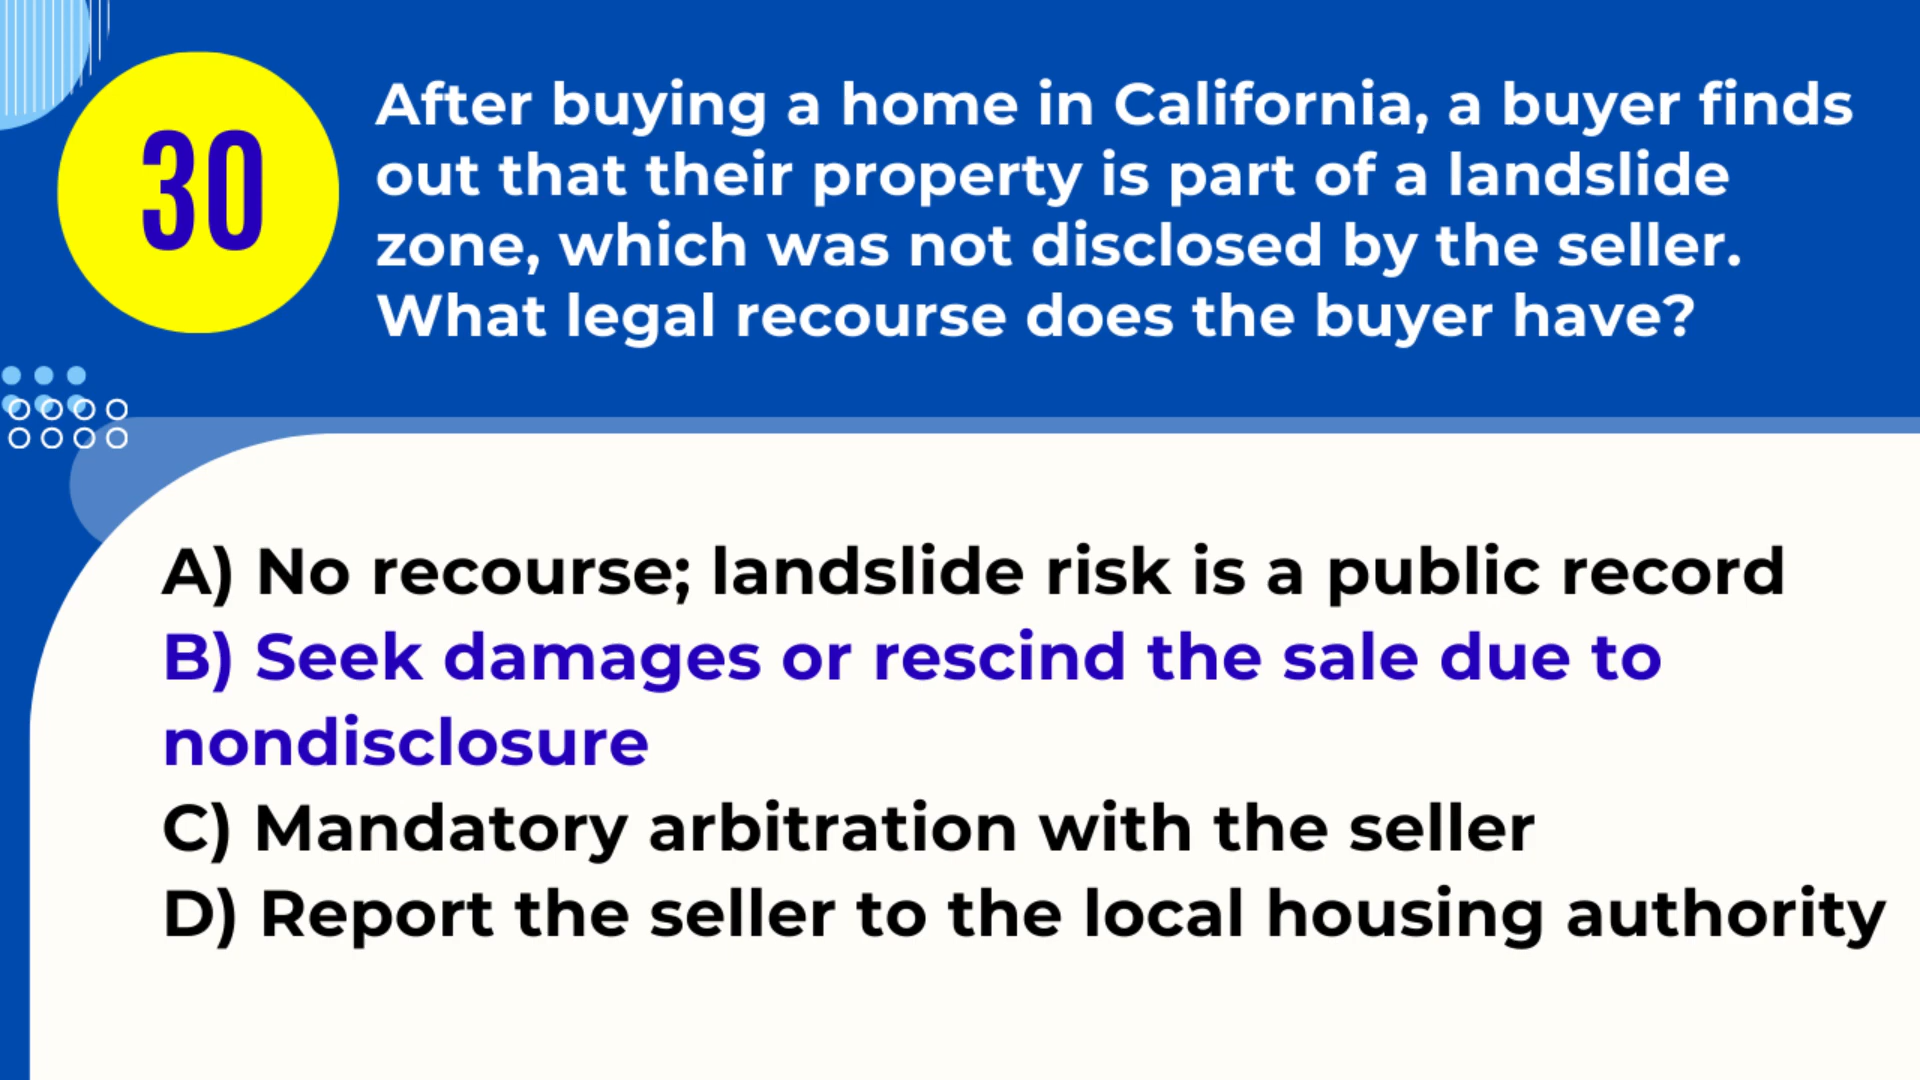 30
After buying a home in California, a buyer finds
out that their property is part of a landslide
zone, which was not disclosed by the seller.
What legal recourse does the buyer have?
A) No recourse; landslide risk is a public record
B) Seek damages or rescind the sale due to
nondisclosure
C) Mandatory arbitration with the seller
D) Report the seller to the local housing authority